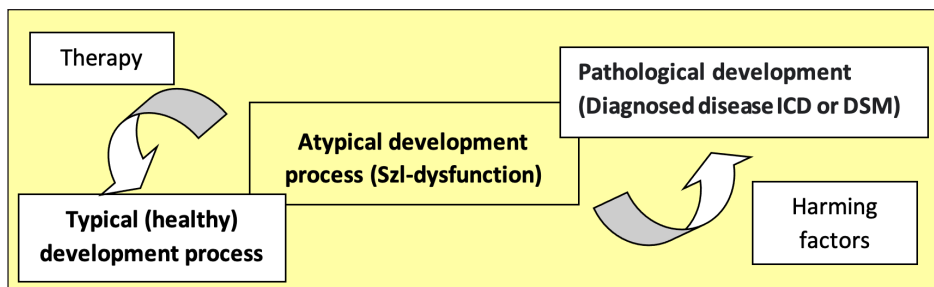 Therapy
Pathological development
(Diagnosed disease ICD or DSM)
Atypical development
process (Szl-dysfunction)
Typical (healthy)
development process
Harming
factors